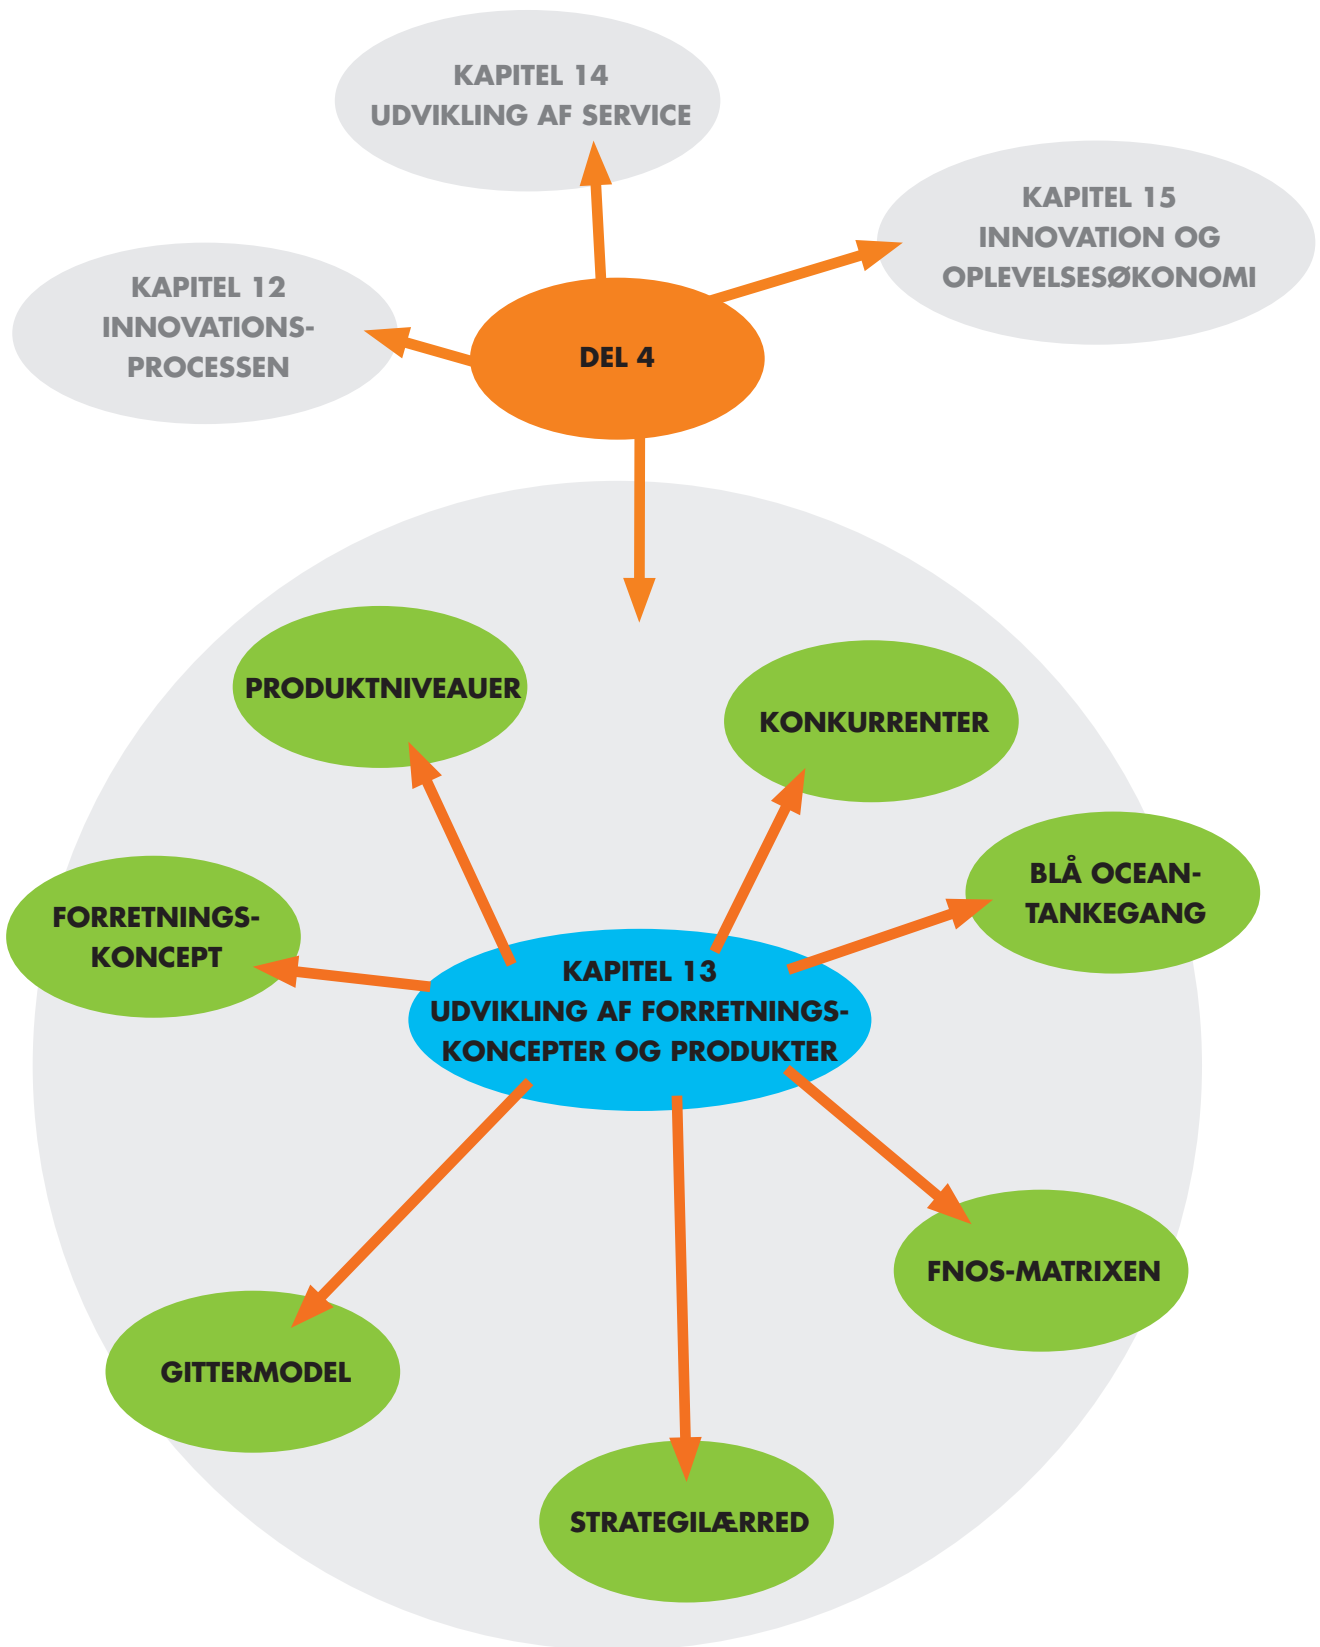 KAPITEL 14
UDVIKLING AF SERVICE
KAPITEL 15
INNOVATION OG
OPLEVELSESØKONOMI
KAPITEL 12
INNOVATIONS-
PROCESSEN
DEL 4
PRODUKTNIVEAUER
KONKURRENTER
BLÅ OCEAN-
TANKEGANG
FORRETNINGS-
KONCEPT
KAPITEL 13
UDVIKLING AF FORRETNINGS-
KONCEPTER OG PRODUKTER
FNOS-MATRIXEN
GITTERMODEL
STRATEGILÆRRED